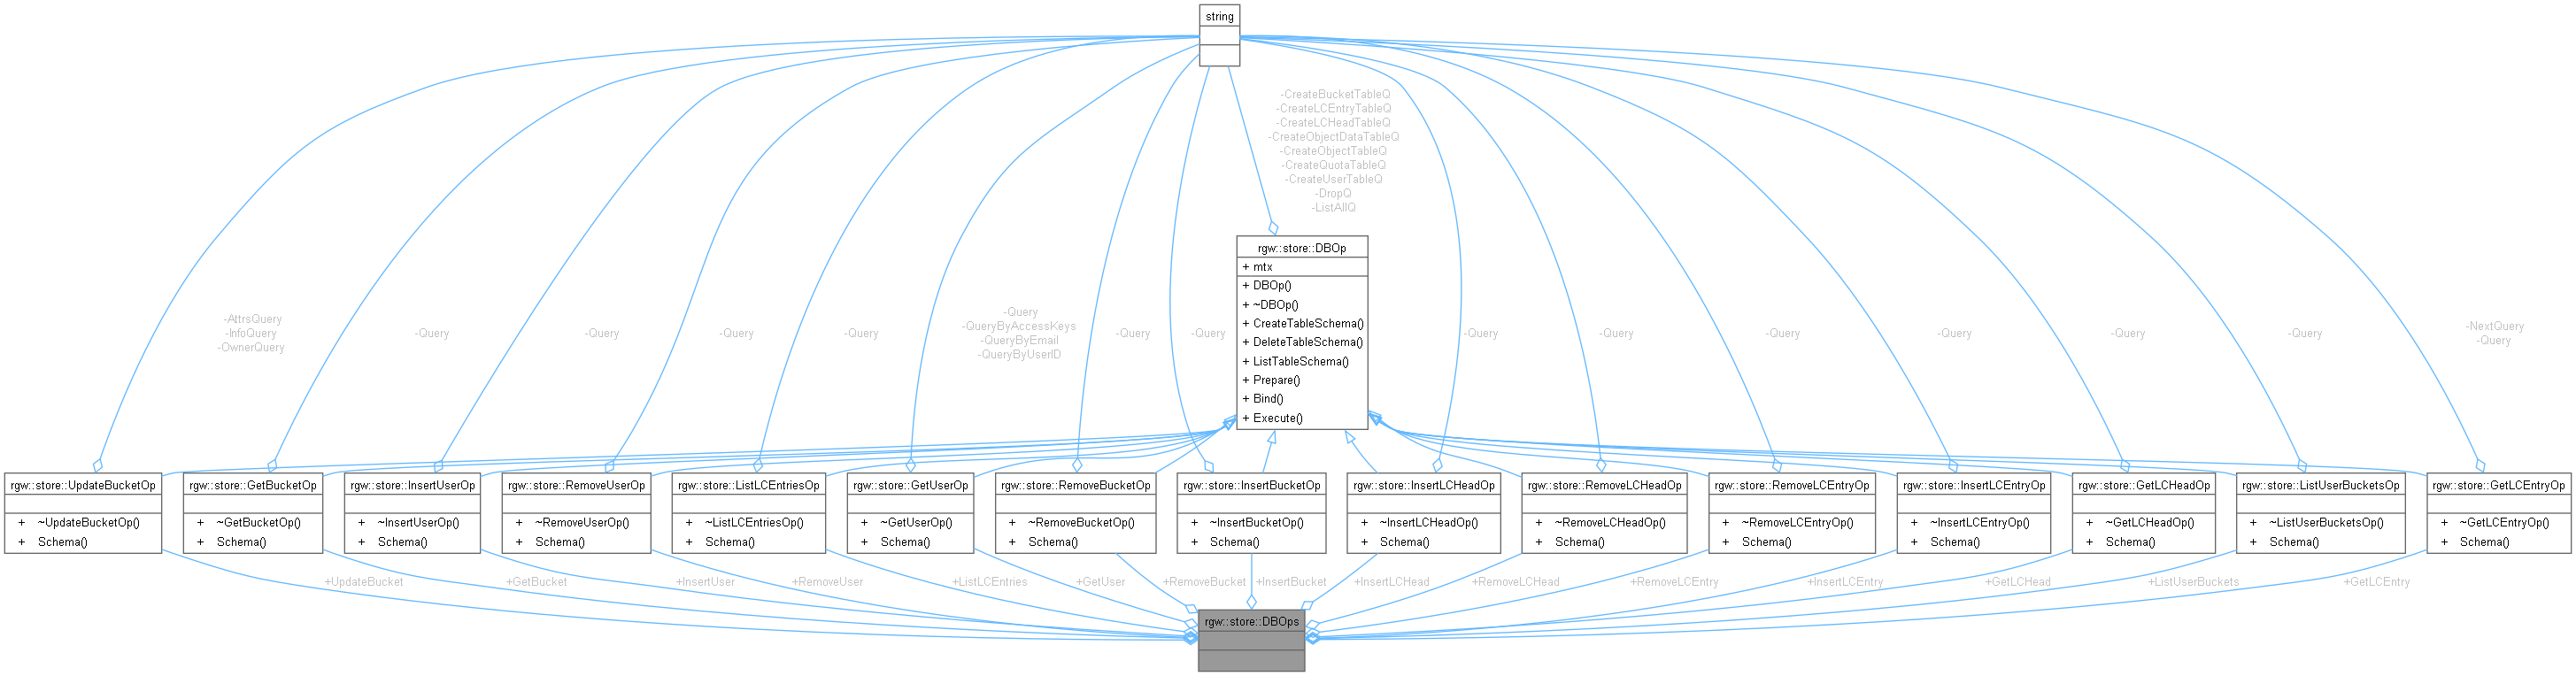 string
-CreateBucketTableQ
-CreateLCEntryTableQ
-CreateLCHeadTableQ
-CreateObjectDataTableQ
-CreateObjectTableQ
-CreateQuotaTableQ
-CreateUserTableQ
-DropQ
-ListAllQ
rgw::store::DBOp
+ mtx
+ DBOp()
+ ~DBOp()
+ CreateTableSchema()
+ DeleteTableSchema()
+ ListTableSchema()
+ Prepare()
+ Bind()
+ Execute()
-AttrsQuery
-InfoQuery
-OwnerQuery
-Query
-Query
-Query
-Query
-Query
-QueryByAccessKeys
-QueryByEmail
-QueryByUserID
-Query
-Query
-Query
-Query
-Query
-Query
-Query
-Query
-NextQuery
-Query
rgw::store::UpdateBucketOp
+ ~UpdateBucketOp()
+ Schema()
rgw::store::GetBucketOp
+ ~GetBucketOp()
+ Schema()
rgw::store::InsertUserOp
+ ~InsertUserOp()
+ Schema()
rgw::store::RemoveUserOp
+ ~RemoveUserOp()
+ Schema()
rgw::store::ListLCEntriesOp
+ ~ListLCEntriesOp()
+ Schema()
rgw::store::GetUserOp
+ ~GetUserOp()
+ Schema()
rgw::store::RemoveBucketOp
+ ~RemoveBucketOp()
+ Schema()
rgw::store::InsertBucketOp
+ ~InsertBucketOp()
+ Schema()
rgw::store::InsertLCHeadOp
+ ~InsertLCHeadOp()
+ Schema()
rgw::store::RemoveLCHeadOp
+ ~RemoveLCHeadOp()
+ Schema()
rgw::store::RemoveLCEntryOp
+ ~RemoveLCEntryOp()
+ Schema()
rgw::store::InsertLCEntryOp
+ ~InsertLCEntryOp()
+ Schema()
rgw::store::GetLCHeadOp
+ ~GetLCHeadOp()
+ Schema()
rgw::store::ListUserBucketsOp
+ ~ListUserBucketsOp()
+ Schema()
rgw::store::GetLCEntryOp
+ ~GetLCEntryOp()
+ Schema()
+UpdateBucket
+GetBucket
+InsertUser
+RemoveUser
+ListLCEntries
+GetUser
+RemoveBucket
+InsertBucket
+InsertLCHead
+RemoveLCHead
+RemoveLCEntry
+InsertLCEntry
+GetLCHead
+ListUserBuckets
+GetLCEntry
rgw::store::DBOps